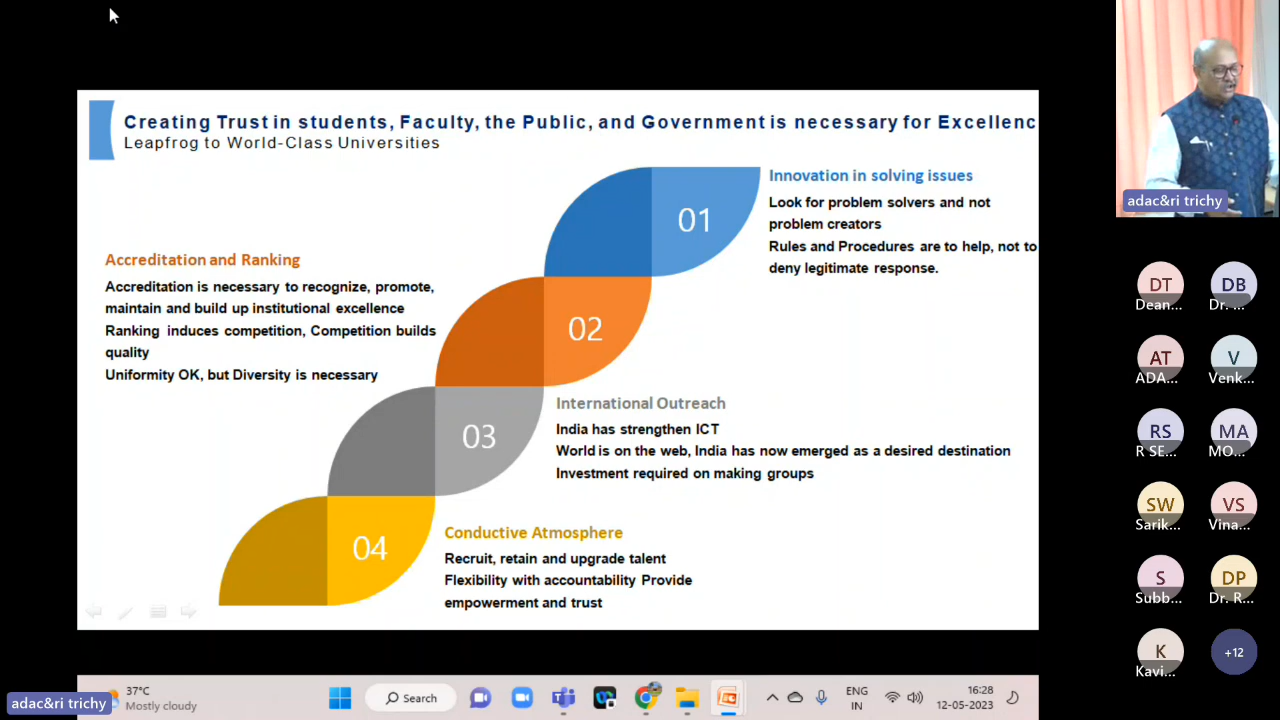 Creating Trust in students, Faculty, the Public, and Government is necessary for Excellenc
Leapfrog to World-Class Universities
01
Innovation in solving issues
Look for problem solvers and not
problem creators
Rules and Procedures are to help, not to
deny legitimate response.
Accreditation and Ranking
Accreditation is necessary to recognize, promote,
maintain and build up institutional excellence
Ranking induces competition, Competition builds
quality
Uniformity OK, but Diversity is necessary
02
03
International Outreach
India has strengthen ICT
World is on the web, India has now emerged as a desired destination
Investment required on making groups
04
Conductive Atmosphere
Recruit, retain and upgrade talent
Flexibility with accountability Provide
empowerment and trust
adac&ri trichy
DT
Dean...
DB
Dr. ...
AT
ADA...
V
Venk...
RS
R SE...
MA
MO...
SW
Sarik...
VS
Vina...
S
Subb...
DP
Dr. R...
K
Kavi...
+12
adac&ri trichy
37°C
Mostly cloudy
Search
ENG
IN
16:28
12-05-2023